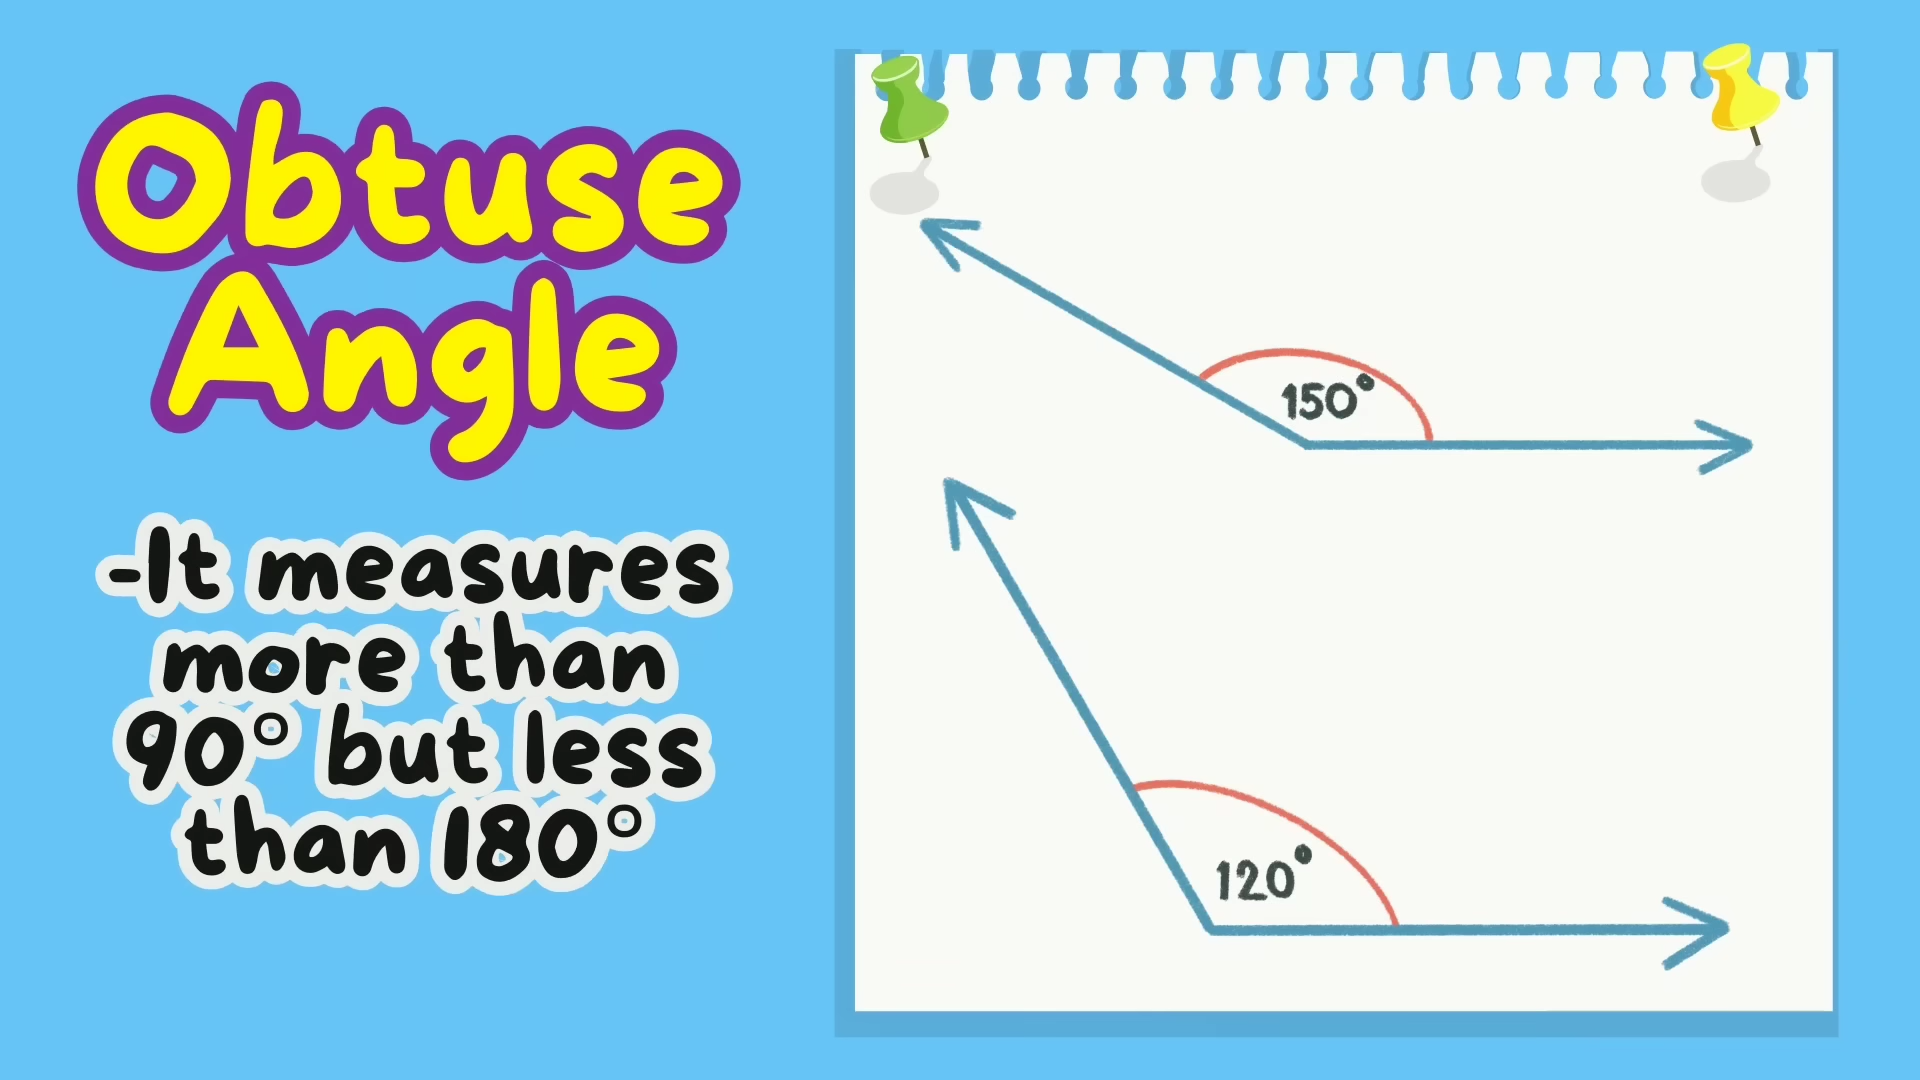 Obtuse
Angle
-It measures
more than
90° but less
than 180°
150°
120°